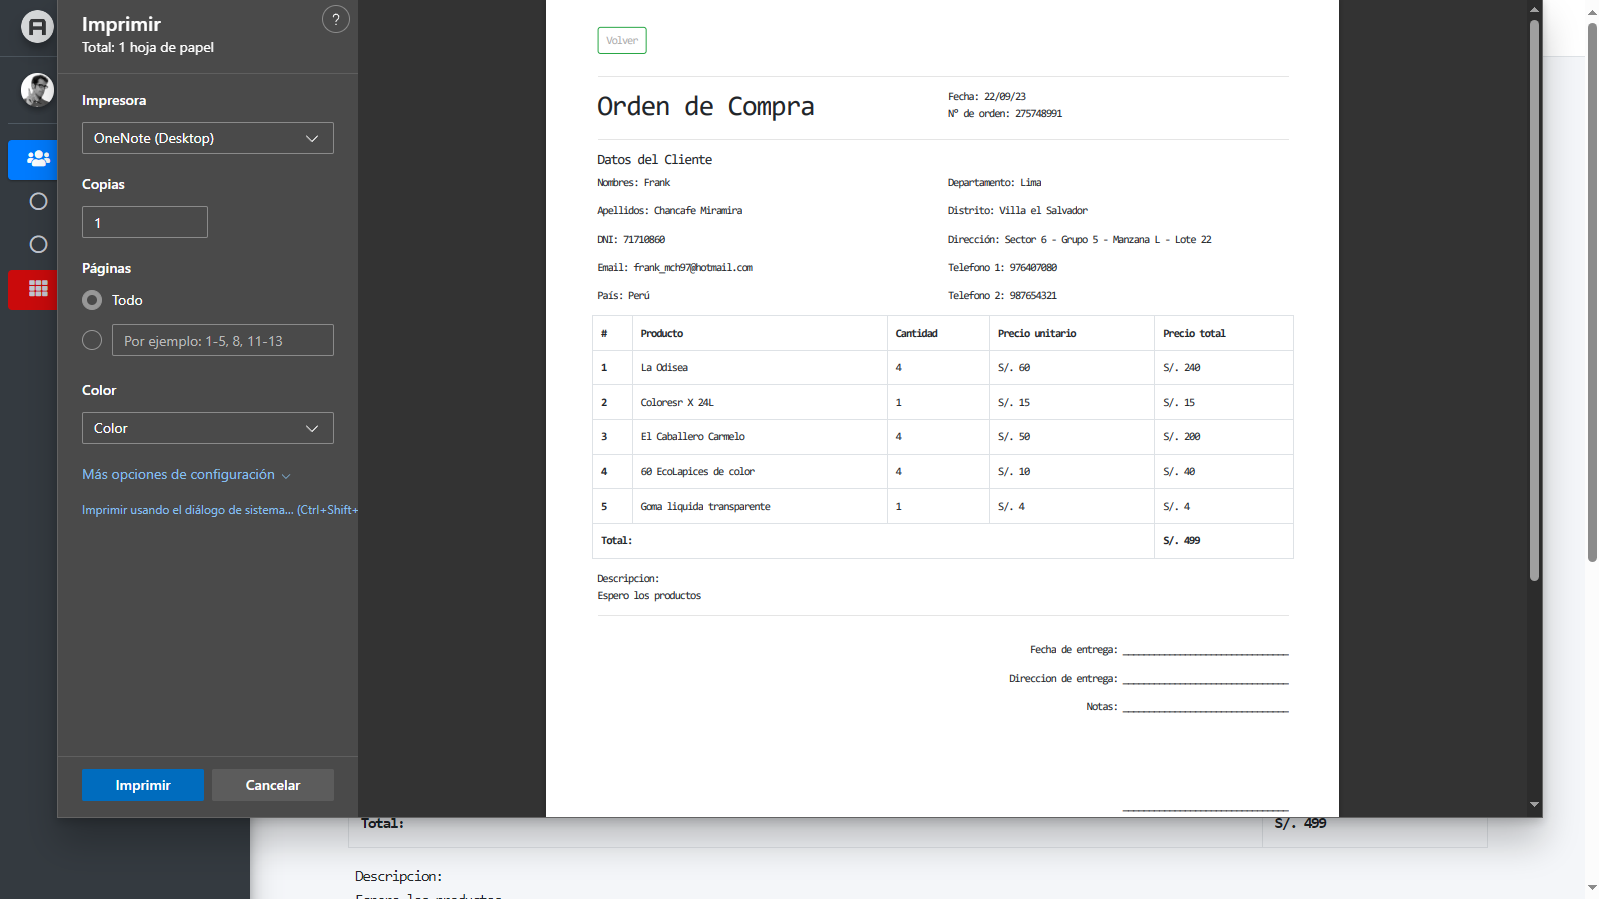 Imprimir
?
Total: 1 hoja de papel
Impresora
OneNote (Desktop)
Copias
1
Páginas
Todo
Por ejemplo: 1-5, 8, 11-13
Color
Color
Más opciones de configuración
Imprimir usando el diálogo de sistema... (Ctrl+Shift+
Imprimir
Cancelar
Volver
Orden de Compra
Fecha: 22/09/23
Nº de orden: 275748991
Datos del Cliente
Nombres: Frank
Departamento: Lima
Apellidos: Chancafe Miramira
Distrito: Villa el Salvador
DNI: 71710860
Dirección: Sector 6 - Grupo 5 - Manzana L - Lote 22
Email: frank_mch97@hotmail.com
Telefono 1: 976407080
País: Perú
Telefono 2: 987654321
# Producto Cantidad Precio unitario Precio total
1 La Odisea 4 S/. 60 S/. 240
2 Coloresr X 24L 1 S/. 15 S/. 15
3 El Caballero Carmelo 4 S/. 50 S/. 200
4 60 EcoLapices de color 4 S/. 10 S/. 40
5 Goma liquida transparente 1 S/. 4 S/. 4
Total: S/. 499
Descripcion:
Espero los productos
Fecha de entrega: ________________________________
Direccion de entrega: ________________________________
Notas: ________________________________
________________________________
Total: S/. 499
Descripcion:
Espero los productos